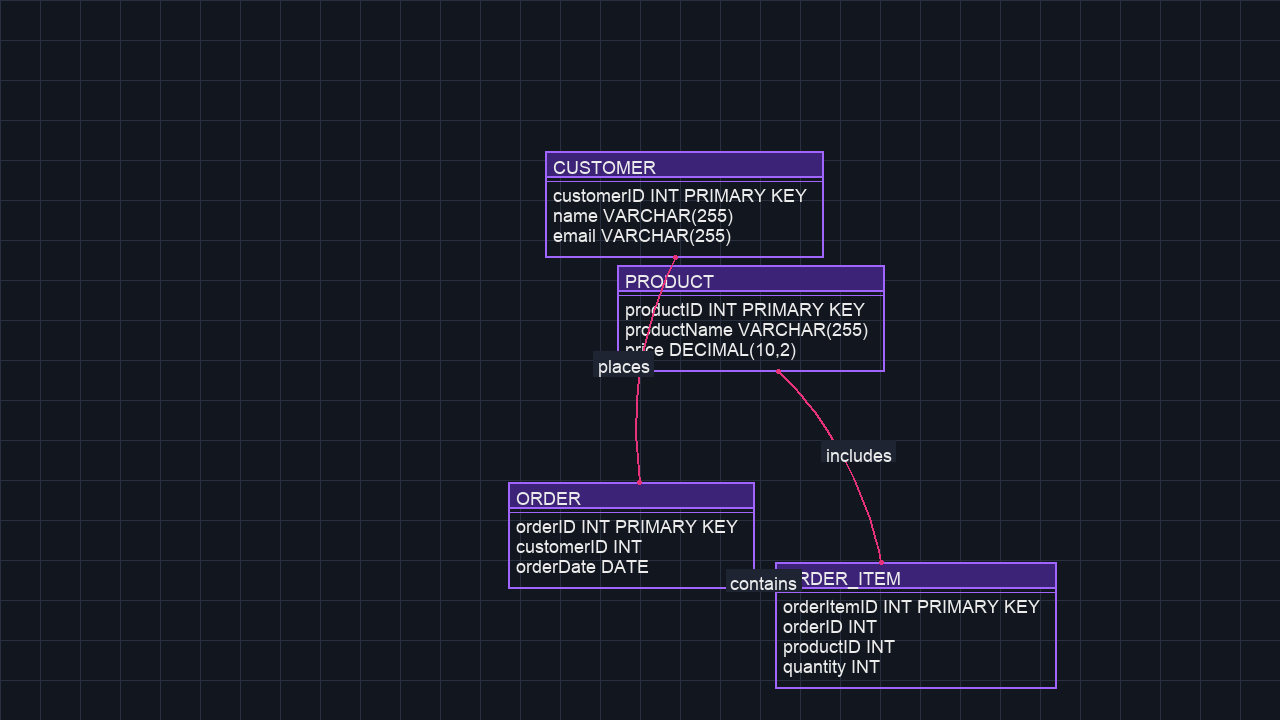 CUSTOMER
customerID INT PRIMARY KEY
name VARCHAR(255)
email VARCHAR(255)
PRODUCT
productID INT PRIMARY KEY
productName VARCHAR(255)
price DECIMAL(10,2)
places
includes
ORDER
orderID INT PRIMARY KEY
customerID INT
orderDate DATE
contains
ORDER_ITEM
orderItemID INT PRIMARY KEY
orderID INT
productID INT
quantity INT